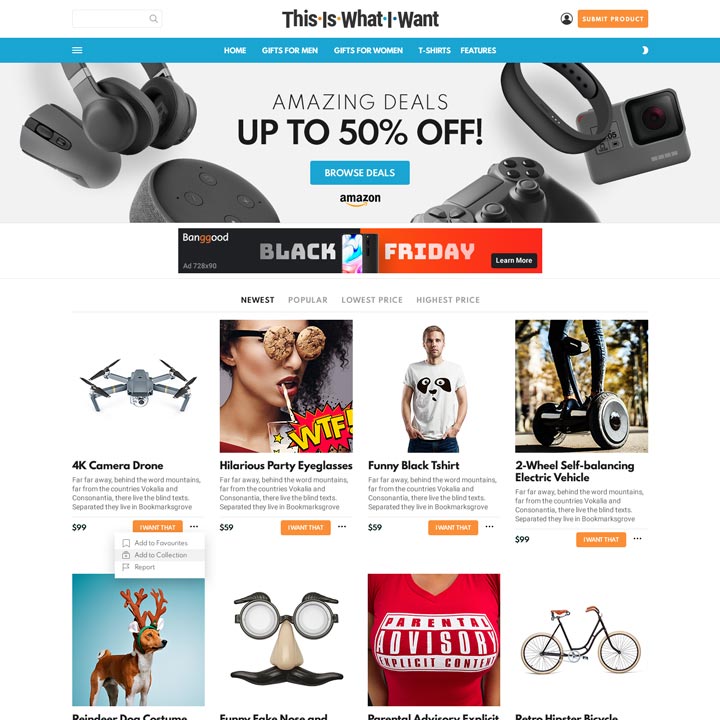 This·Is·What·I·Want
SUBMIT PRODUCT
HOME GIFTS FOR MEN GIFTS FOR WOMEN T-SHIRTS FEATURES
AMAZING DEALS
UP TO 50% OFF!
BROWSE DEALS
amazon
Banggood
Ad 728x90
BLACK FRIDAY
Learn More
NEWEST POPULAR LOWEST PRICE HIGHEST PRICE
WTF!
4K Camera Drone
Far far away, behind the word mountains,
far from the countries Vokalia and
Consonantia, there live the blind texts.
Separated they live in Bookmarksgrove
$99 I WANT THAT
Add to Favourites
Add to Collection
Report
Hilarious Party Eyeglasses
Far far away, behind the word mountains,
far from the countries Vokalia and
Consonantia, there live the blind texts.
Separated they live in Bookmarksgrove
$59 I WANT THAT
Funny Black Tshirt
Far far away, behind the word mountains,
far from the countries Vokalia and
Consonantia, there live the blind texts.
Separated they live in Bookmarksgrove
$59 I WANT THAT
2-Wheel Self-balancing
Electric Vehicle
Far far away, behind the word mountains,
far from the countries Vokalia and
Consonantia, there live the blind texts.
Separated they live in Bookmarksgrove
$99 I WANT THAT
PARENTAL
ADVISORY
EXPLICIT CONTENT
Reindeer Dog Costume
Funny Fake Nose and
Parental Advisory Explicit
Retro Hipster Bicycle